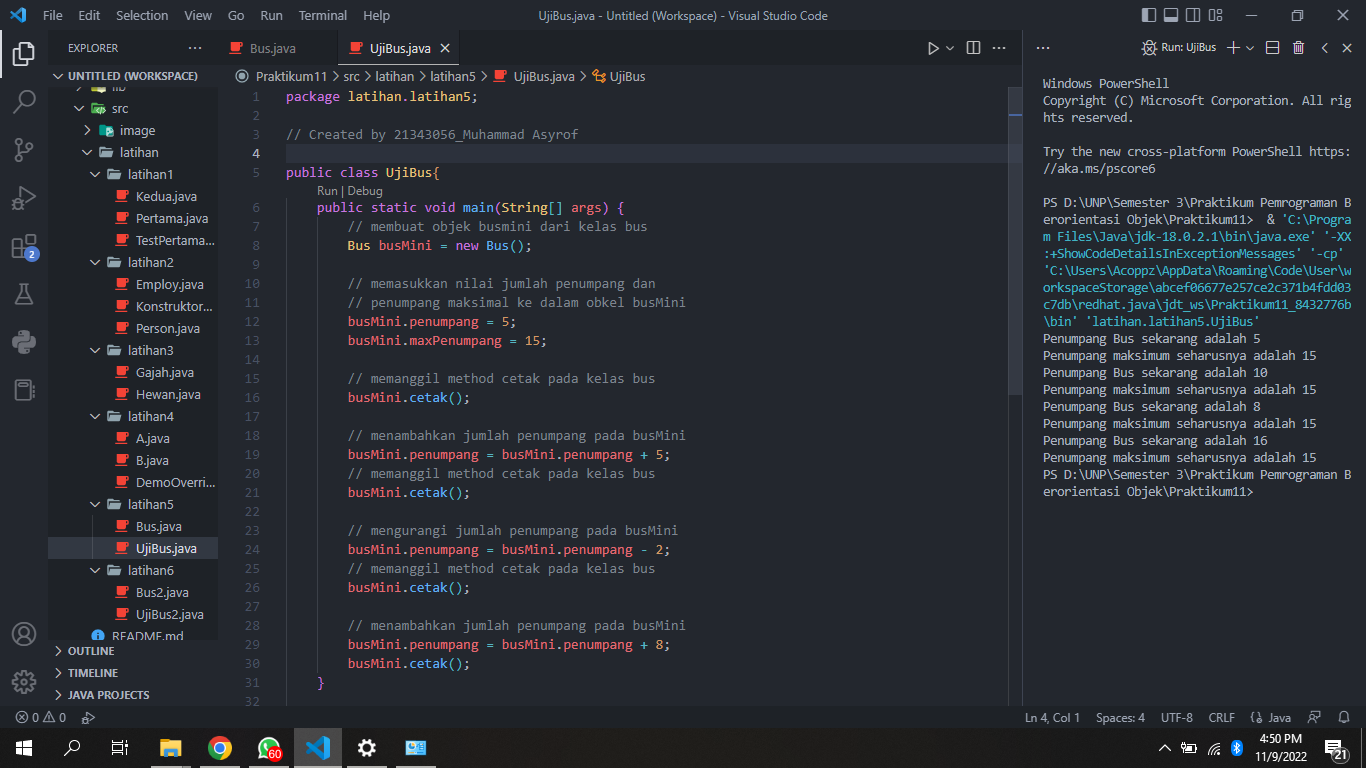 File Edit Selection View Go Run Terminal Help
UjiBus.java - Untitled (Workspace) - Visual Studio Code
EXPLORER
UNTITLED (WORKSPACE)
lib
src
image
latihan
latihan1
Kedua.java
Pertama.java
TestPertama...
latihan2
Employ.java
Konstruktor...
Person.java
latihan3
Gajah.java
Hewan.java
latihan4
A.java
B.java
DemoOverri...
latihan5
Bus.java
UjiBus.java
latihan6
Bus2.java
UjiBus2.java
README.md
OUTLINE
TIMELINE
JAVA PROJECTS
2
Bus.java
UjiBus.java
Praktikum11 > src > latihan > latihan5 > UjiBus.java > UjiBus
1 package latihan.latihan5;
2
3 // Created by 21343056_Muhammad Asyrof
4
5 public class UjiBus{
Run | Debug
6 public static void main(String[] args) {
7 // membuat objek busmini dari kelas bus
8 Bus busMini = new Bus();
9
10 // memasukkan nilai jumlah penumpang dan
11 // penumpang maksimal ke dalam obkel busMini
12 busMini.penumpang = 5;
13 busMini.maxPenumpang = 15;
14
15 // memanggil method cetak pada kelas bus
16 busMini.cetak();
17
18 // menambahkan jumlah penumpang pada busMini
19 busMini.penumpang = busMini.penumpang + 5;
20 // memanggil method cetak pada kelas bus
21 busMini.cetak();
22
23 // mengurangi jumlah penumpang pada busMini
24 busMini.penumpang = busMini.penumpang - 2;
25 // memanggil method cetak pada kelas bus
26 busMini.cetak();
27
28 // menambahkan jumlah penumpang pada busMini
29 busMini.penumpang = busMini.penumpang + 8;
30 busMini.cetak();
31 }
32
Run: UjiBus
Windows PowerShell
Copyright (C) Microsoft Corporation. All rig
hts reserved.
Try the new cross-platform PowerShell https:
//aka.ms/pscore6
PS D:\UNP\Semester 3\Praktikum Pemrograman B
erorientasi Objek\Praktikum11>  & 'C:\Progra
m Files\Java\jdk-18.0.2.1\bin\java.exe' '-XX
:+ShowCodeDetailsInExceptionMessages' '-cp'
'C:\Users\Acoppz\AppData\Roaming\Code\User\w
orkspaceStorage\abcef06677e257ce2c371b4fdd03
c7db\redhat.java\jdt_ws\Praktikum11_8432776b
\bin' 'latihan.latihan5.UjiBus'
Penumpang Bus sekarang adalah 5
Penumpang maksimum seharusnya adalah 15
Penumpang Bus sekarang adalah 10
Penumpang maksimum seharusnya adalah 15
Penumpang Bus sekarang adalah 8
Penumpang maksimum seharusnya adalah 15
Penumpang Bus sekarang adalah 16
Penumpang maksimum seharusnya adalah 15
PS D:\UNP\Semester 3\Praktikum Pemrograman B
erorientasi Objek\Praktikum11>
0 0
Ln 4, Col 1 Spaces: 4 UTF-8 CRLF {} Java
60
4:50 PM
11/9/2022
21